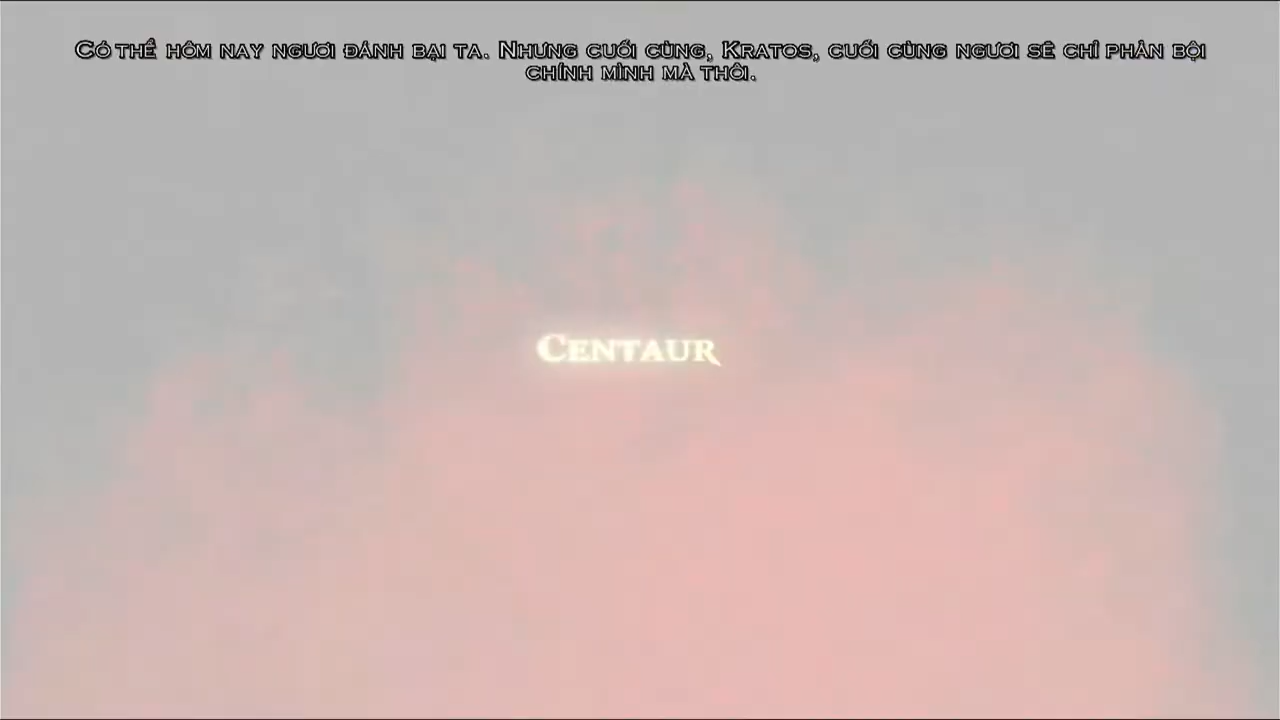 Có thể hôm nay ngươi đánh bại ta. Nhưng cuối cùng, Kratos, cuối cùng ngươi sẽ chỉ phản bội
chính mình mà thôi.
Centaur